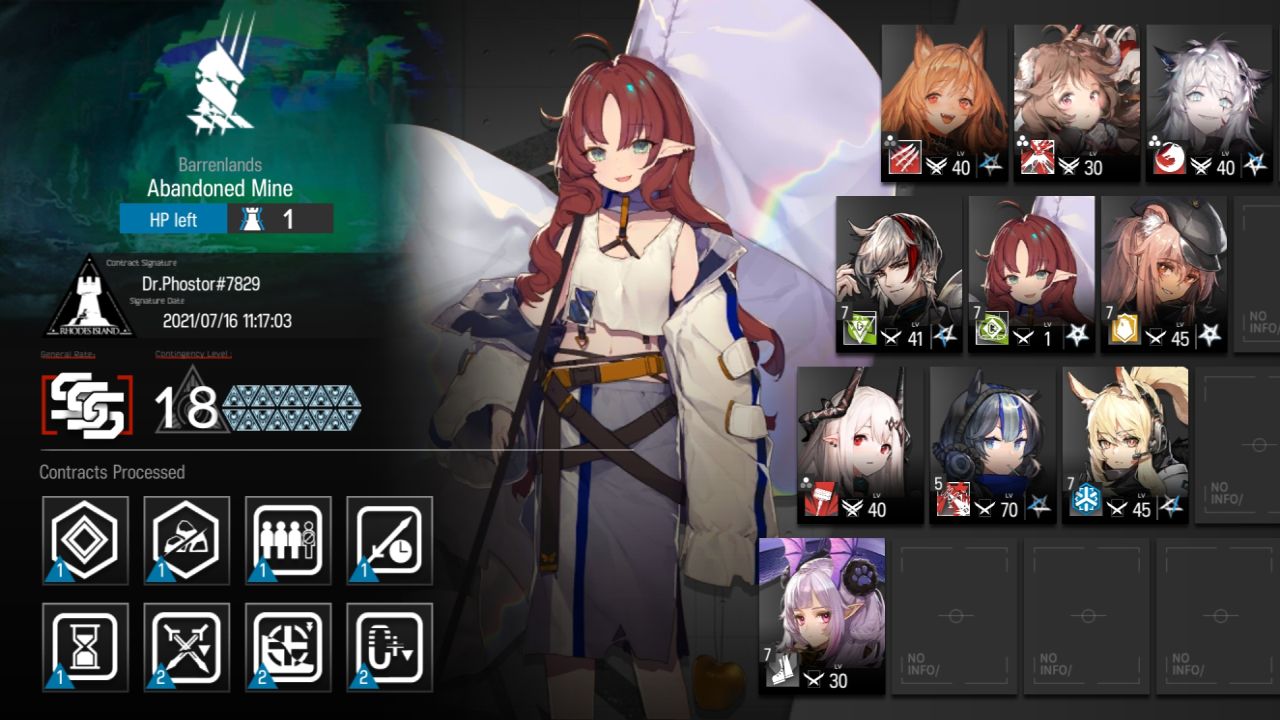 Barrenlands
Abandoned Mine
HP left 1
Contract Signature
Dr.Phostor#7829
Signature Date
2021/07/16 11:17:03
RHODES ISLAND
General Rate:
Contingency Level :
SSS
18
Contracts Processed
1 1 1 1
1 2 2 2
LV 40
LV 30
LV 40
7 LV 41
7 LV 1
7 LV 45
NO INFO/
LV 40
5 LV 70
7 LV 45
NO
INFO/
7 LV 30
NO
INFO/
NO
INFO/
NO
INFO/